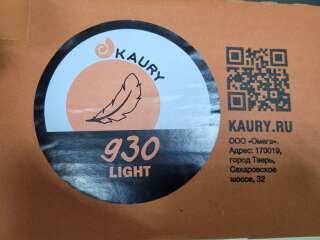 KAURY
930
LIGHT
KAURY.RU
ООО «Омега».
Адрес: 170019,
город Тверь,
Сахаровское
шоссе, 32